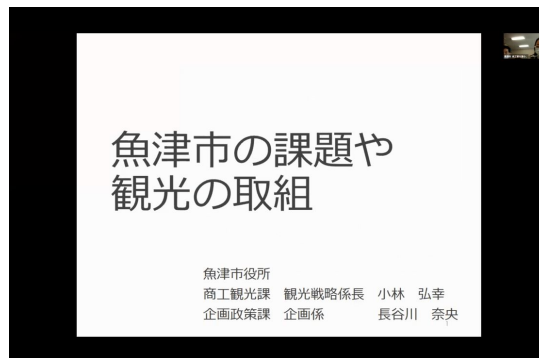 魚津市の課題や
観光の取組
魚津市役所
商工観光課 観光戦略係長 小林 弘幸
企画政策課 企画係 長谷川 奈央
1